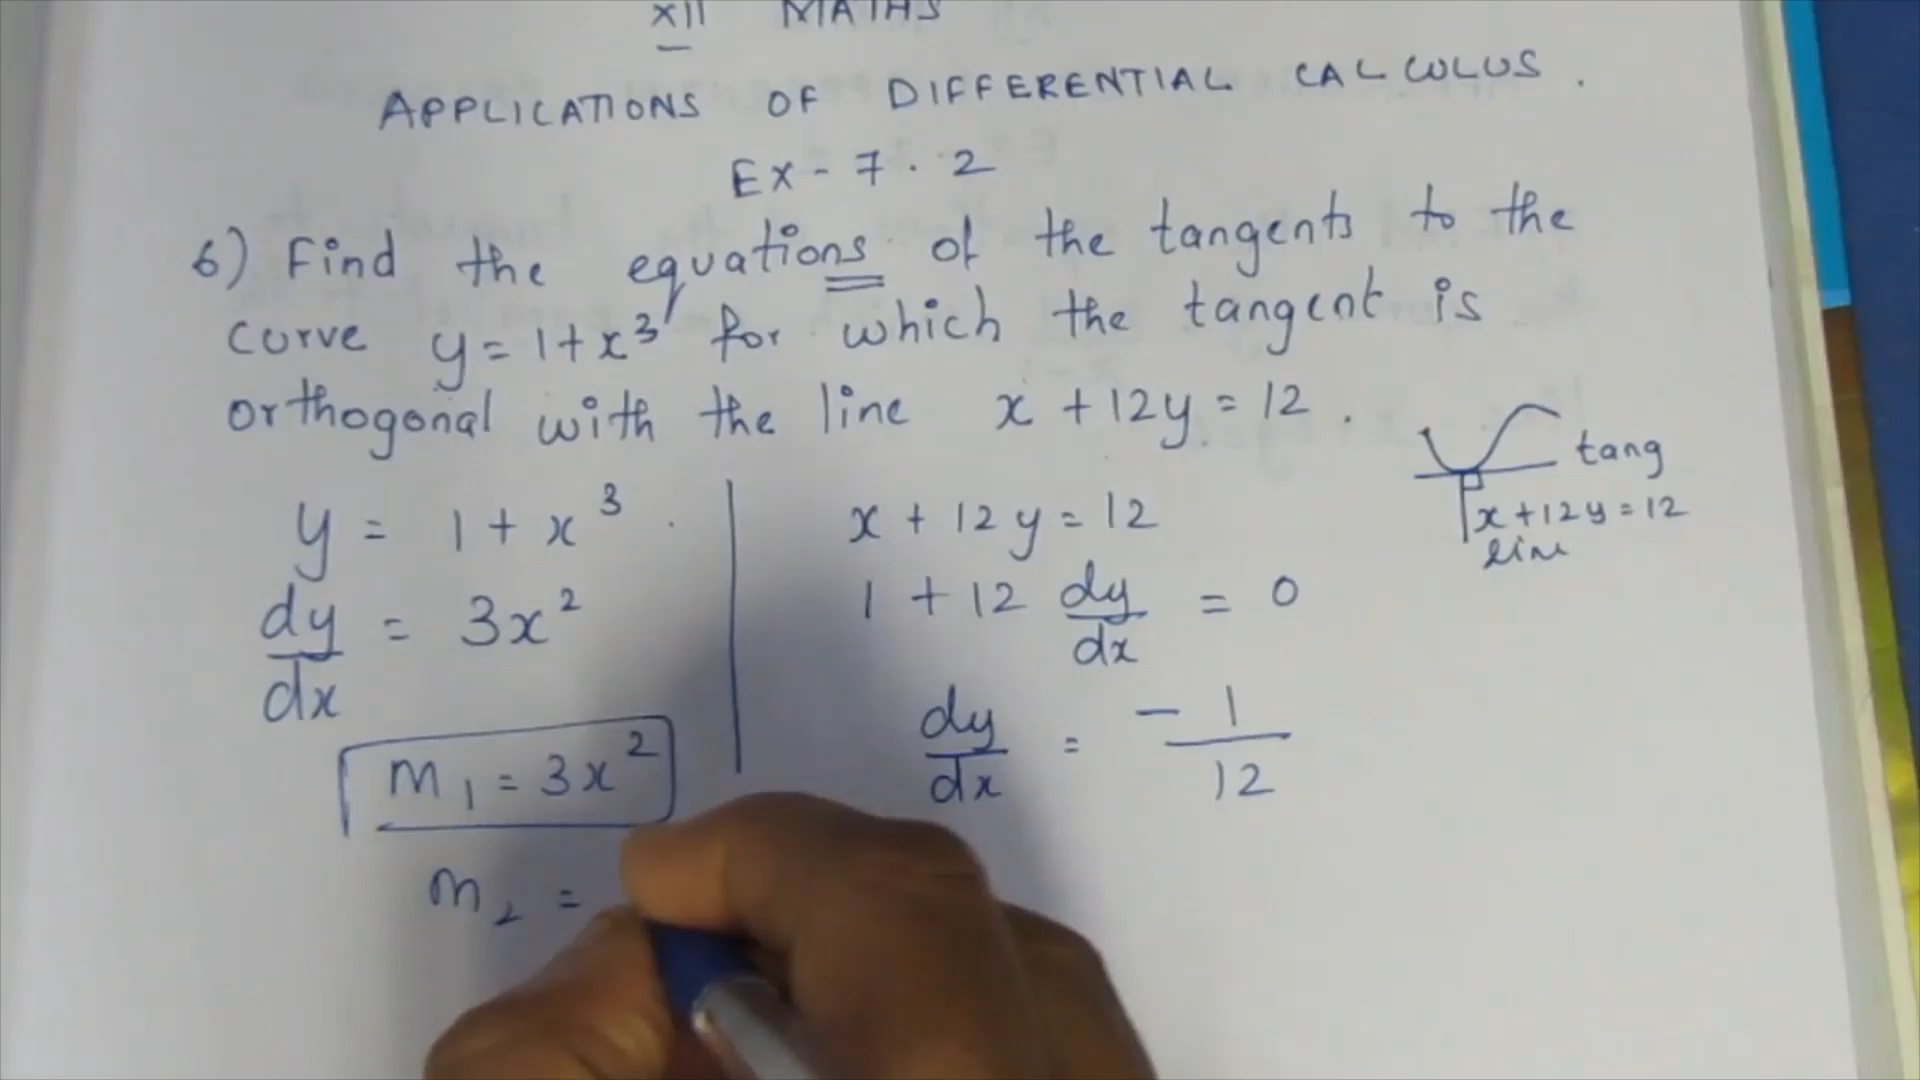 XII MATHS
APPLICATIONS OF DIFFERENTIAL CALCULUS.
Ex - 7.2
6) Find the equations of the tangents to the
curve y = 1+x³ for which the tangent is
orthogonal with the line x + 12y = 12.
tang
x + 12y = 12
line
y = 1 + x³.
dy/dx = 3x²
m₁ = 3x²
m₂ =
x + 12y = 12
1 + 12 dy/dx = 0
dy/dx = - 1/12